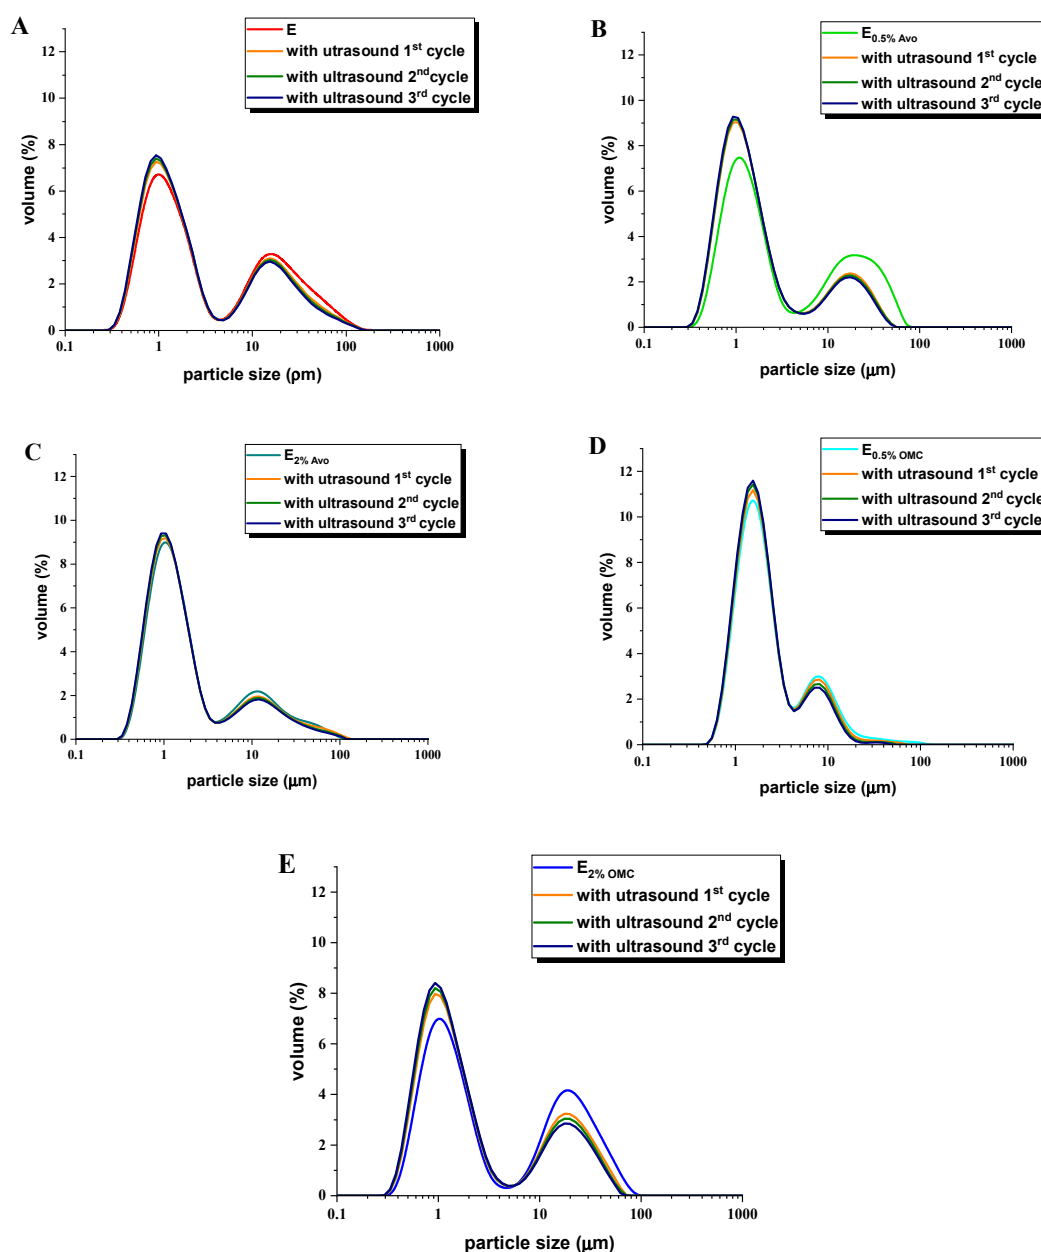 A
E
with utrasound 1st cycle
with ultrasound 2nd cycle
with ultrasound 3rd cycle
volume (%)
12
10
8
6
4
2
0
0.1 1 10 100 1000
particle size (ρm)
B
E0.5% Avo
with utrasound 1st cycle
with ultrasound 2nd cycle
with ultrasound 3rd cycle
volume (%)
12
10
8
6
4
2
0
0.1 1 10 100 1000
particle size (μm)
C
E2% Avo
with utrasound 1st cycle
with ultrasound 2nd cycle
with ultrasound 3rd cycle
volume (%)
12
10
8
6
4
2
0
0.1 1 10 100 1000
particle size (μm)
D
E0.5% OMC
with utrasound 1st cycle
with ultrasound 2nd cycle
with ultrasound 3rd cycle
volume (%)
12
10
8
6
4
2
0
0.1 1 10 100 1000
particle size (μm)
E
E2% OMC
with utrasound 1st cycle
with ultrasound 2nd cycle
with ultrasound 3rd cycle
volume (%)
12
10
8
6
4
2
0
0.1 1 10 100 1000
particle size (μm)